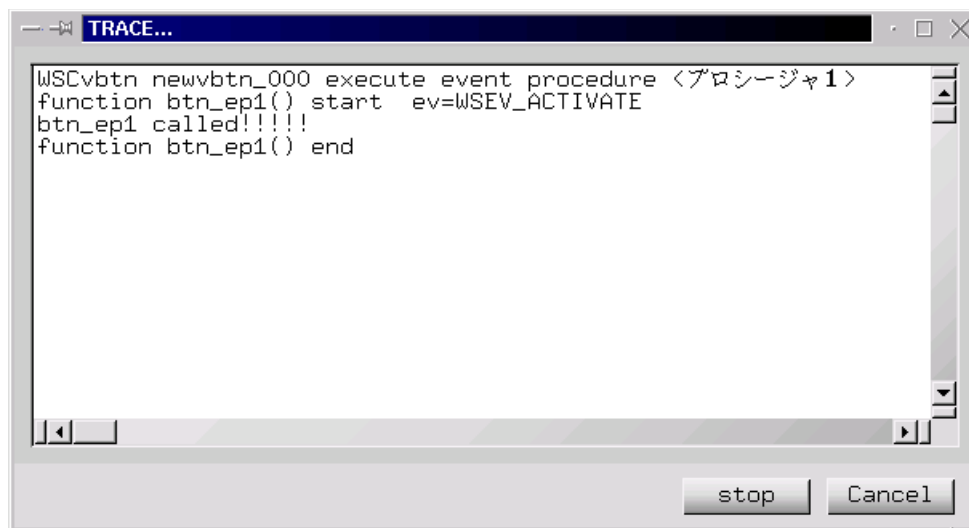 TRACE...
WSCvbtn newvbtn_000 execute event procedure <プロシージャ1>
function btn_ep1() start  ev=WSEV_ACTIVATE
btn_ep1 called!!!!!
function btn_ep1() end
stop
Cancel